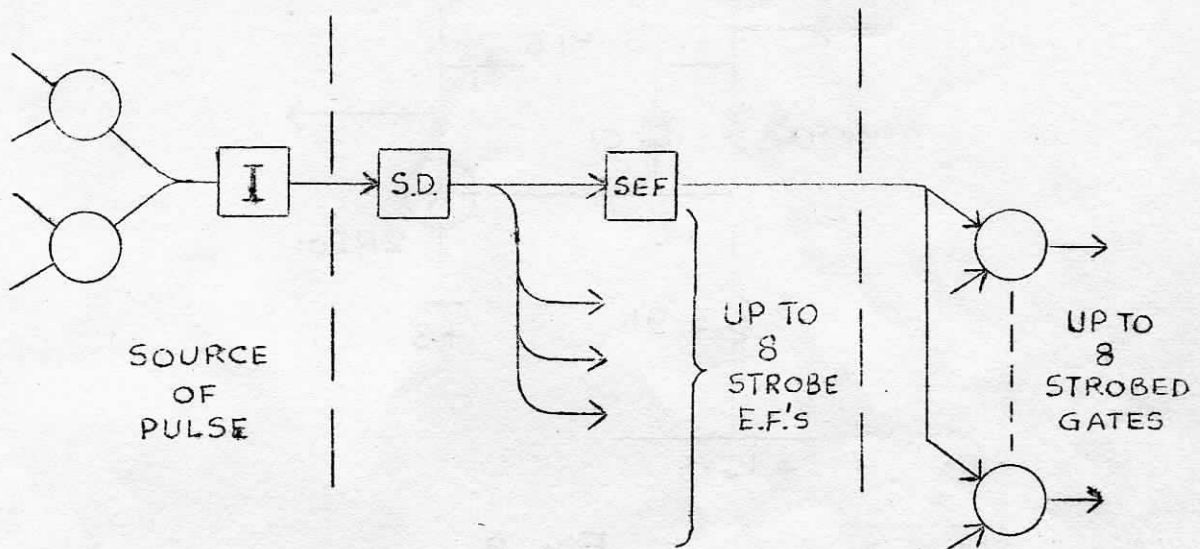 I
S.D.
SEF
SOURCE
OF
PULSE
UP TO
8
STROBE
E.F.'S
UP TO
8
STROBED
GATES